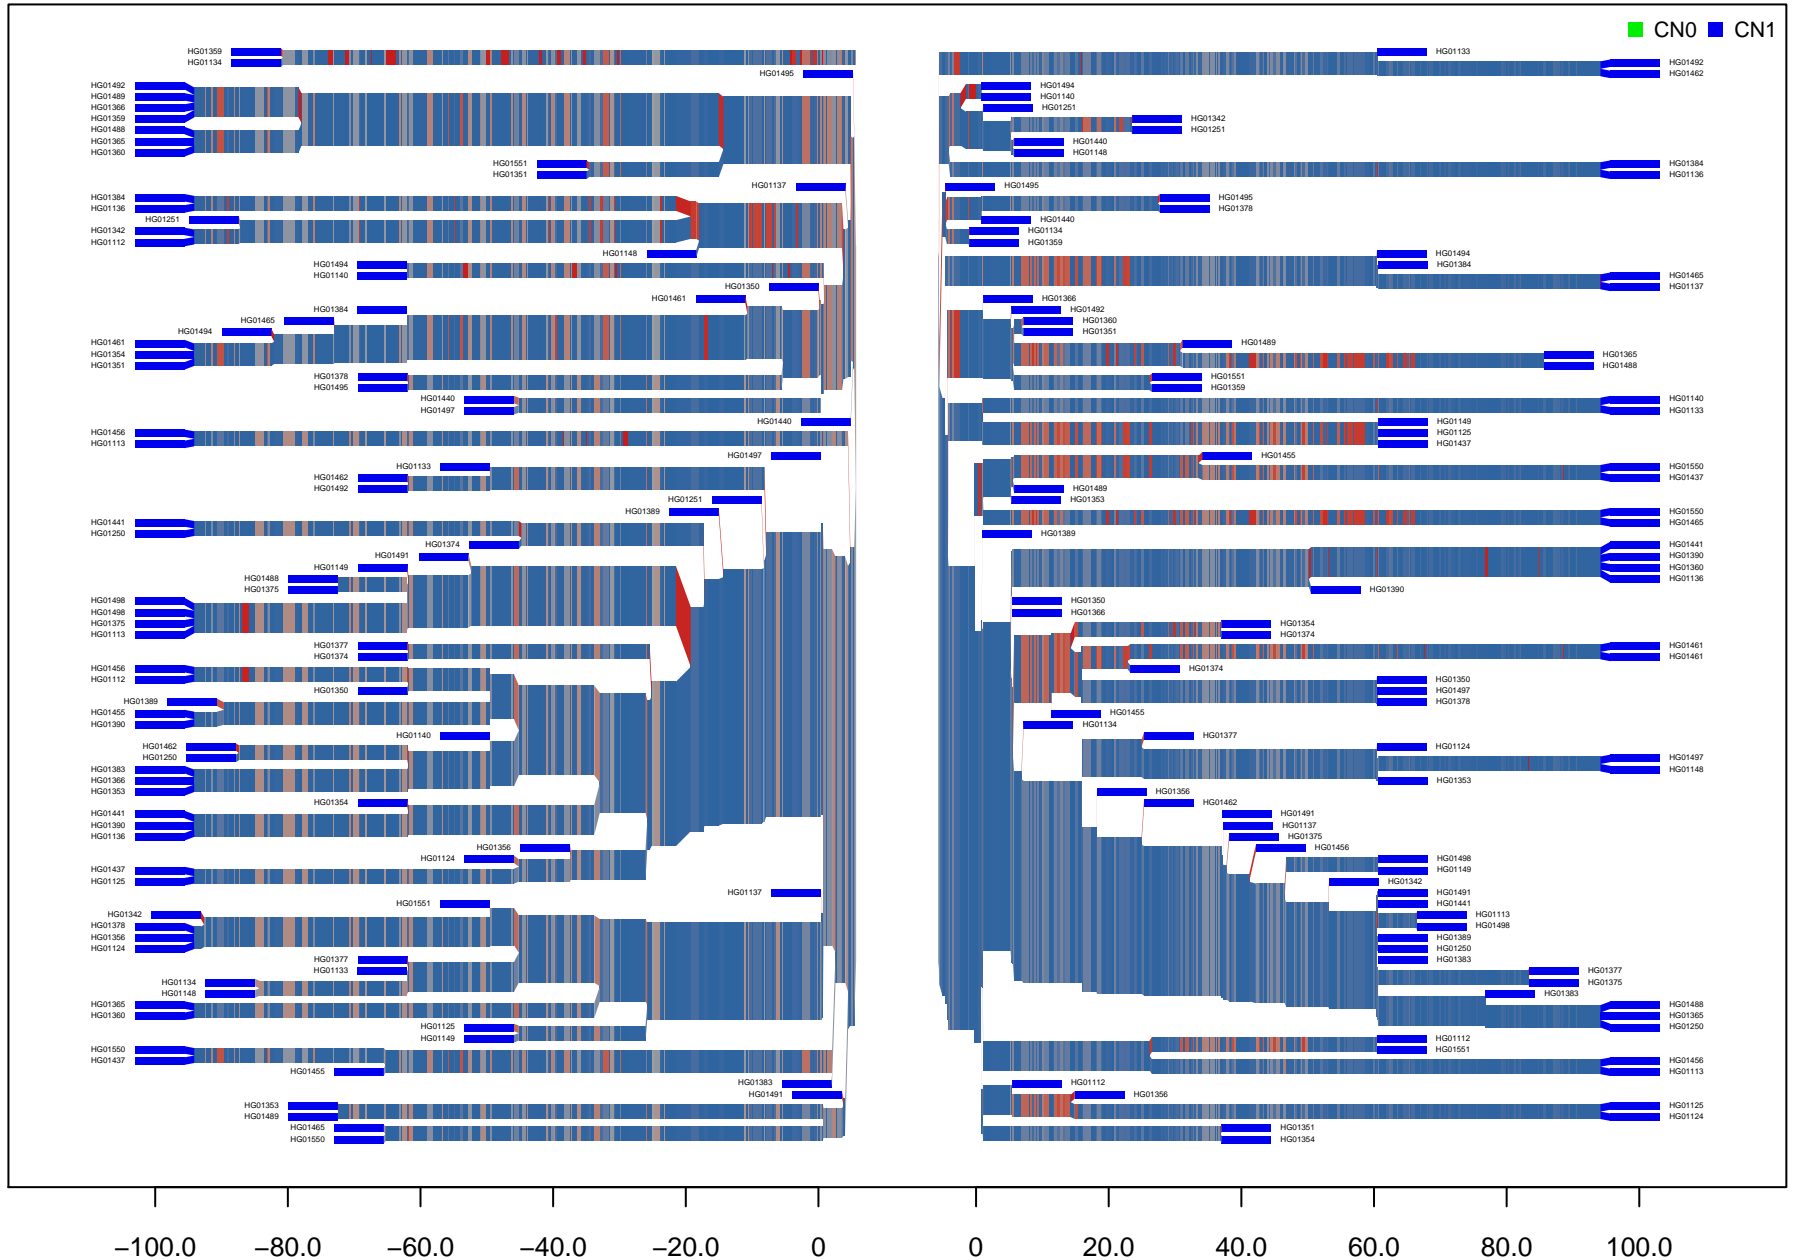 CN0 CN1
HG01359
HG01134
HG01495
HG01492
HG01489
HG01366
HG01359
HG01488
HG01365
HG01360
HG01551
HG01351
HG01137
HG01384
HG01136
HG01251
HG01342
HG01112
HG01148
HG01494
HG01140
HG01350
HG01461
HG01384
HG01465
HG01494
HG01461
HG01354
HG01351
HG01378
HG01495
HG01440
HG01497
HG01440
HG01456
HG01113
HG01497
HG01133
HG01462
HG01492
HG01251
HG01389
HG01441
HG01250
HG01374
HG01491
HG01149
HG01488
HG01375
HG01498
HG01498
HG01375
HG01113
HG01377
HG01374
HG01456
HG01112
HG01350
HG01389
HG01455
HG01390
HG01140
HG01462
HG01250
HG01383
HG01366
HG01353
HG01354
HG01441
HG01390
HG01136
HG01356
HG01124
HG01437
HG01125
HG01137
HG01551
HG01342
HG01378
HG01356
HG01124
HG01377
HG01133
HG01134
HG01148
HG01365
HG01360
HG01125
HG01149
HG01550
HG01437
HG01455
HG01383
HG01491
HG01353
HG01489
HG01465
HG01550
HG01133
HG01492
HG01462
HG01494
HG01140
HG01251
HG01342
HG01251
HG01440
HG01148
HG01384
HG01136
HG01495
HG01495
HG01378
HG01440
HG01134
HG01359
HG01494
HG01384
HG01465
HG01137
HG01366
HG01492
HG01360
HG01351
HG01489
HG01365
HG01488
HG01551
HG01359
HG01140
HG01133
HG01149
HG01125
HG01437
HG01455
HG01550
HG01437
HG01489
HG01353
HG01550
HG01465
HG01389
HG01441
HG01390
HG01360
HG01136
HG01390
HG01350
HG01366
HG01354
HG01374
HG01461
HG01461
HG01374
HG01350
HG01497
HG01378
HG01455
HG01134
HG01377
HG01124
HG01497
HG01148
HG01353
HG01356
HG01462
HG01491
HG01137
HG01375
HG01456
HG01498
HG01149
HG01342
HG01491
HG01441
HG01113
HG01498
HG01389
HG01250
HG01383
HG01377
HG01375
HG01383
HG01488
HG01365
HG01250
HG01112
HG01551
HG01456
HG01113
HG01112
HG01356
HG01125
HG01124
HG01351
HG01354
−100.0 −80.0 −60.0 −40.0 −20.0 0 0 20.0 40.0 60.0 80.0 100.0